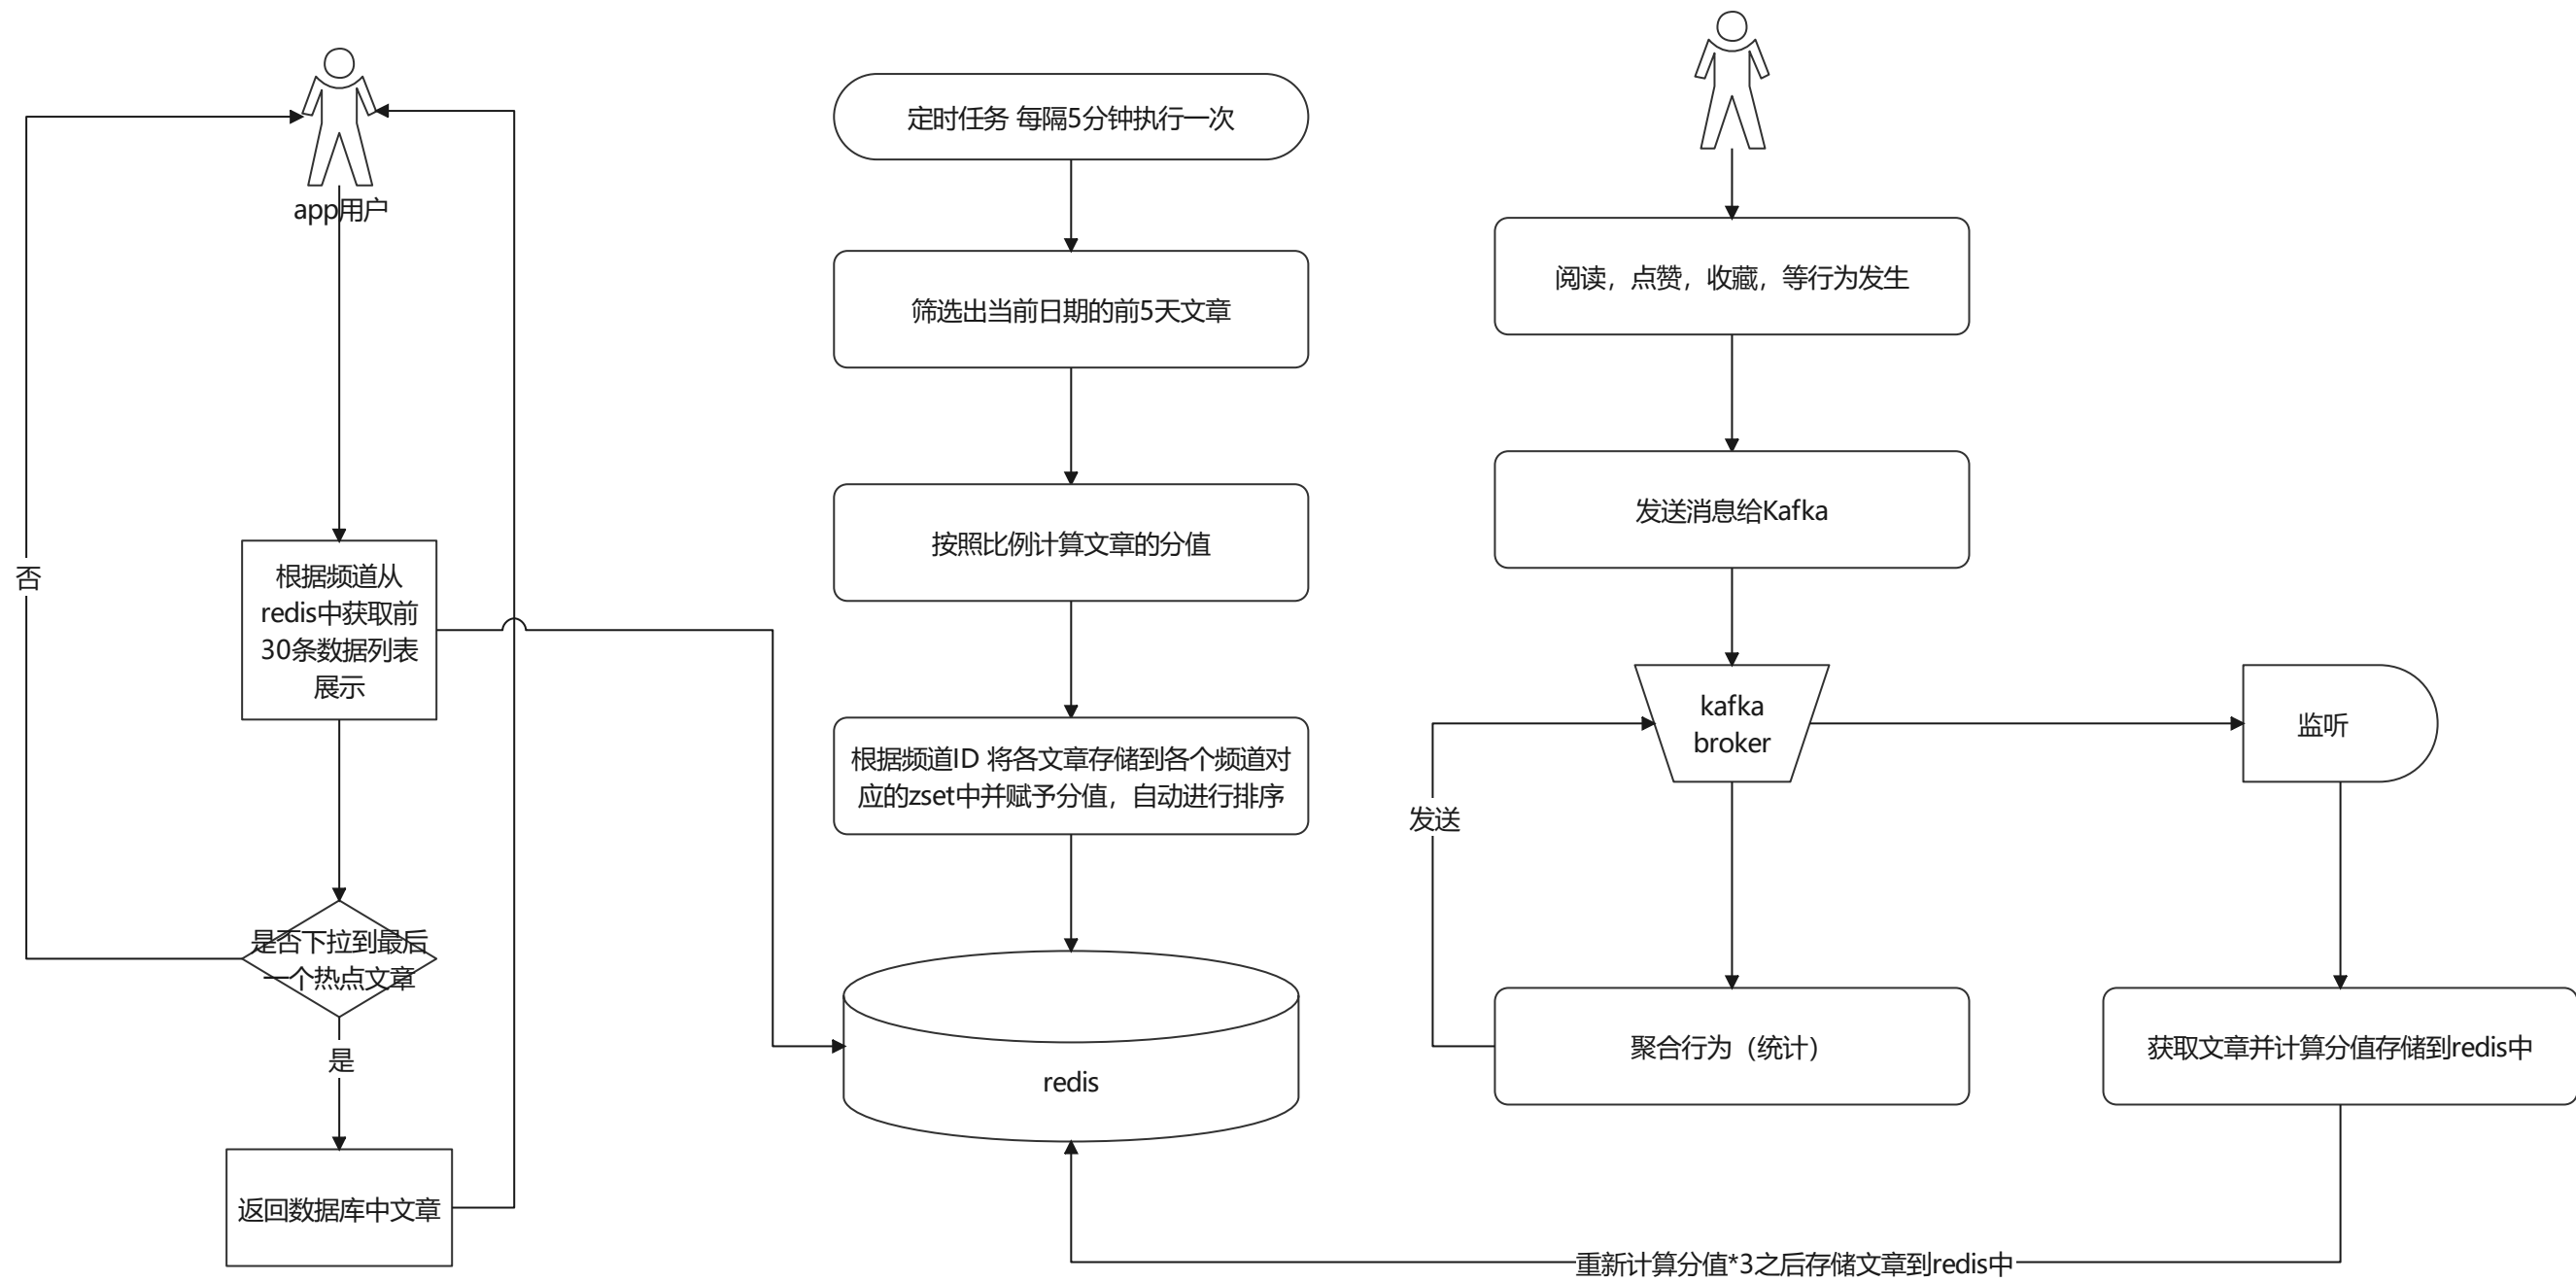 app用户
否
根据频道从
redis中获取前
30条数据列表
展示
是否下拉到最后
一个热点文章
是
返回数据库中文章
定时任务 每隔5分钟执行一次
筛选出当前日期的前5天文章
按照比例计算文章的分值
根据频道ID 将各文章存储到各个频道对
应的zset中并赋予分值，自动进行排序
redis
阅读，点赞，收藏，等行为发生
发送消息给Kafka
kafka
broker
发送
聚合行为（统计）
监听
获取文章并计算分值存储到redis中
重新计算分值*3之后存储文章到redis中